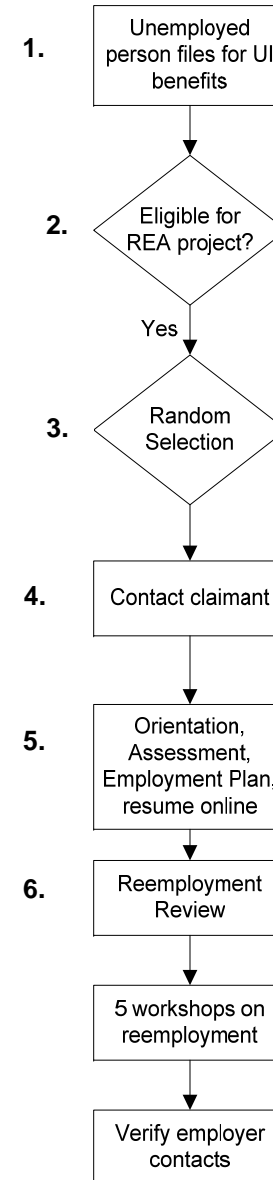 1.
Unemployed
person files for UI
benefits
2.
Eligible for
REA project?
Yes
3.
Random
Selection
4.
Contact claimant
5.
Orientation,
Assessment,
Employment Plan,
resume online
6.
Reemployment
Review
5 workshops on
reemployment
Verify employer
contacts